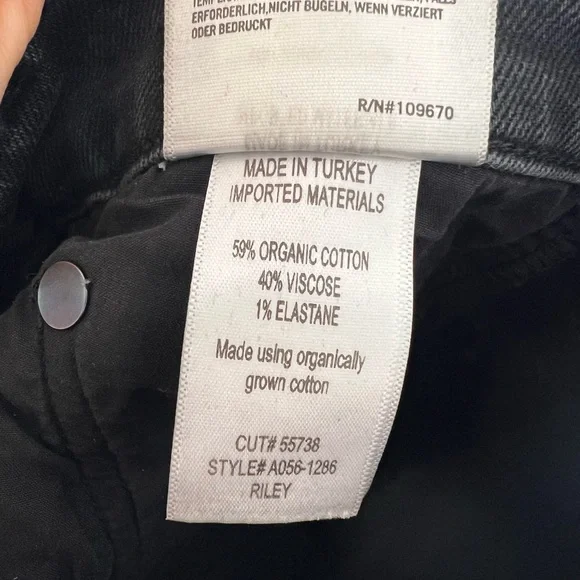 ERFORDERLICH,NICHT BÜGELN, WENN VERZIERT
ODER BEDRUCKT
R/N#109670
MADE IN TURKEY
IMPORTED MATERIALS
59% ORGANIC COTTON
40% VISCOSE
1% ELASTANE
Made using organically
grown cotton
CUT# 55738
STYLE# A056-1286
RILEY